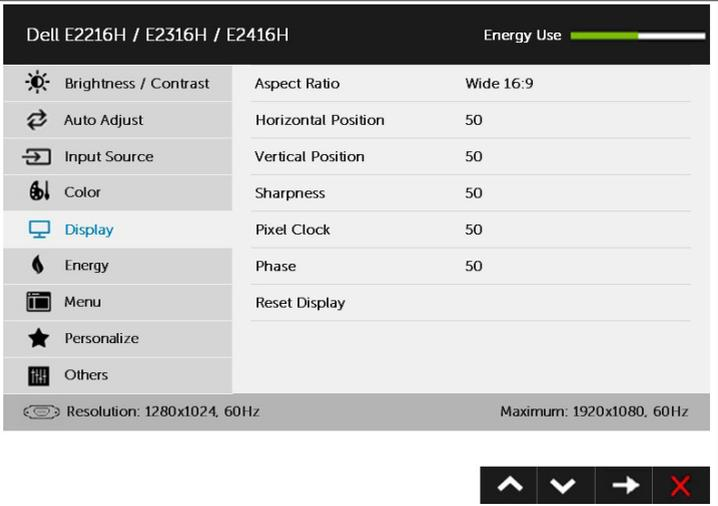 Dell E2216H / E2316H / E2416H Energy Use
Brightness / Contrast Aspect Ratio Wide 16:9
Auto Adjust Horizontal Position 50
Input Source Vertical Position 50
Color Sharpness 50
Display Pixel Clock 50
Energy Phase 50
Menu Reset Display
Personalize
Others
Resolution: 1280x1024, 60Hz Maximum: 1920x1080, 60Hz